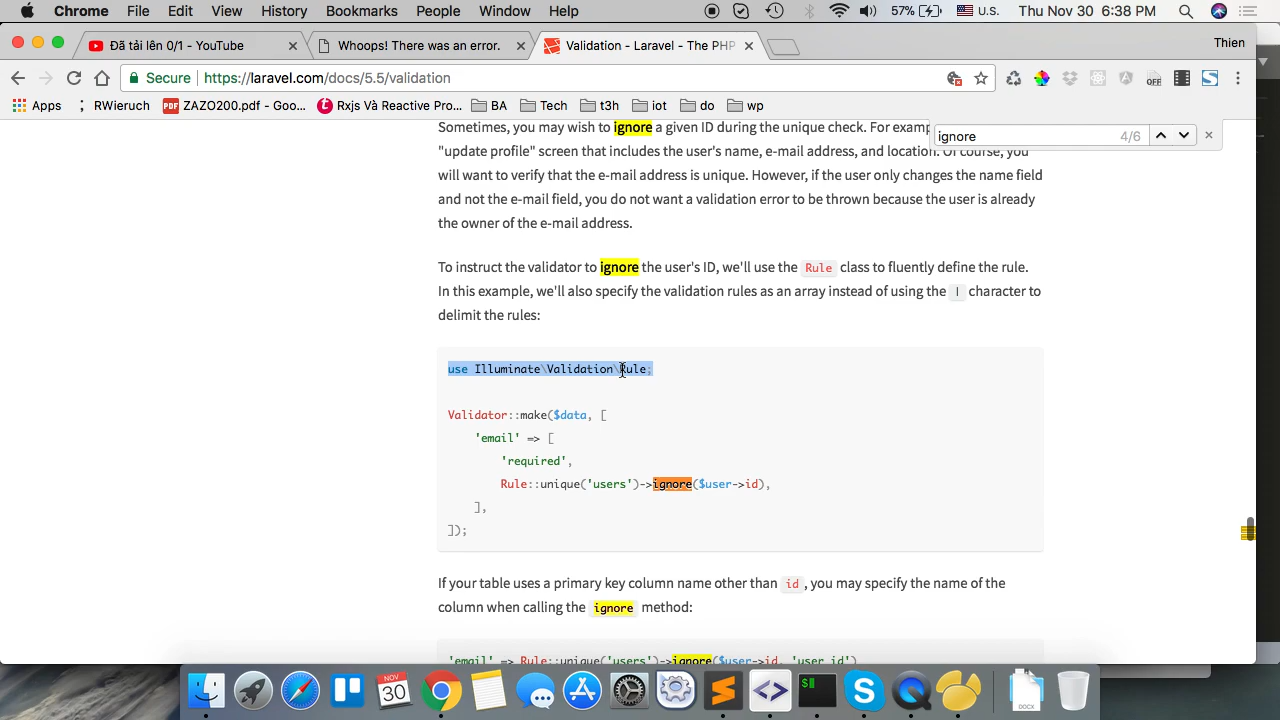 Chrome File Edit View History Bookmarks People Window Help 57% U.S. Thu Nov 30 6:38 PM
Đã tải lên 0/1 - YouTube Whoops! There was an error. Validation - Laravel - The PHP Thien
Secure https://laravel.com/docs/5.5/validation OFF
Apps RWieruch PDF ZAZO200.pdf - Goo... Rxjs Và Reactive Pro... BA Tech t3h iot do wp
ignore 4/6
Sometimes, you may wish to ignore a given ID during the unique check. For examp
"update profile" screen that includes the user's name, e-mail address, and location. Of course, you
will want to verify that the e-mail address is unique. However, if the user only changes the name field
and not the e-mail field, you do not want a validation error to be thrown because the user is already
the owner of the e-mail address.
To instruct the validator to ignore the user's ID, we'll use the Rule class to fluently define the rule.
In this example, we'll also specify the validation rules as an array instead of using the | character to
delimit the rules:
use Illuminate\Validation\Rule;
Validator::make($data, [
'email' => [
'required',
Rule::unique('users')->ignore($user->id),
],
]);
If your table uses a primary key column name other than id, you may specify the name of the
column when calling the ignore method:
'email' => Rule::unique('users')->ignore($user->id, 'user_id')
NOV
30
DOCX